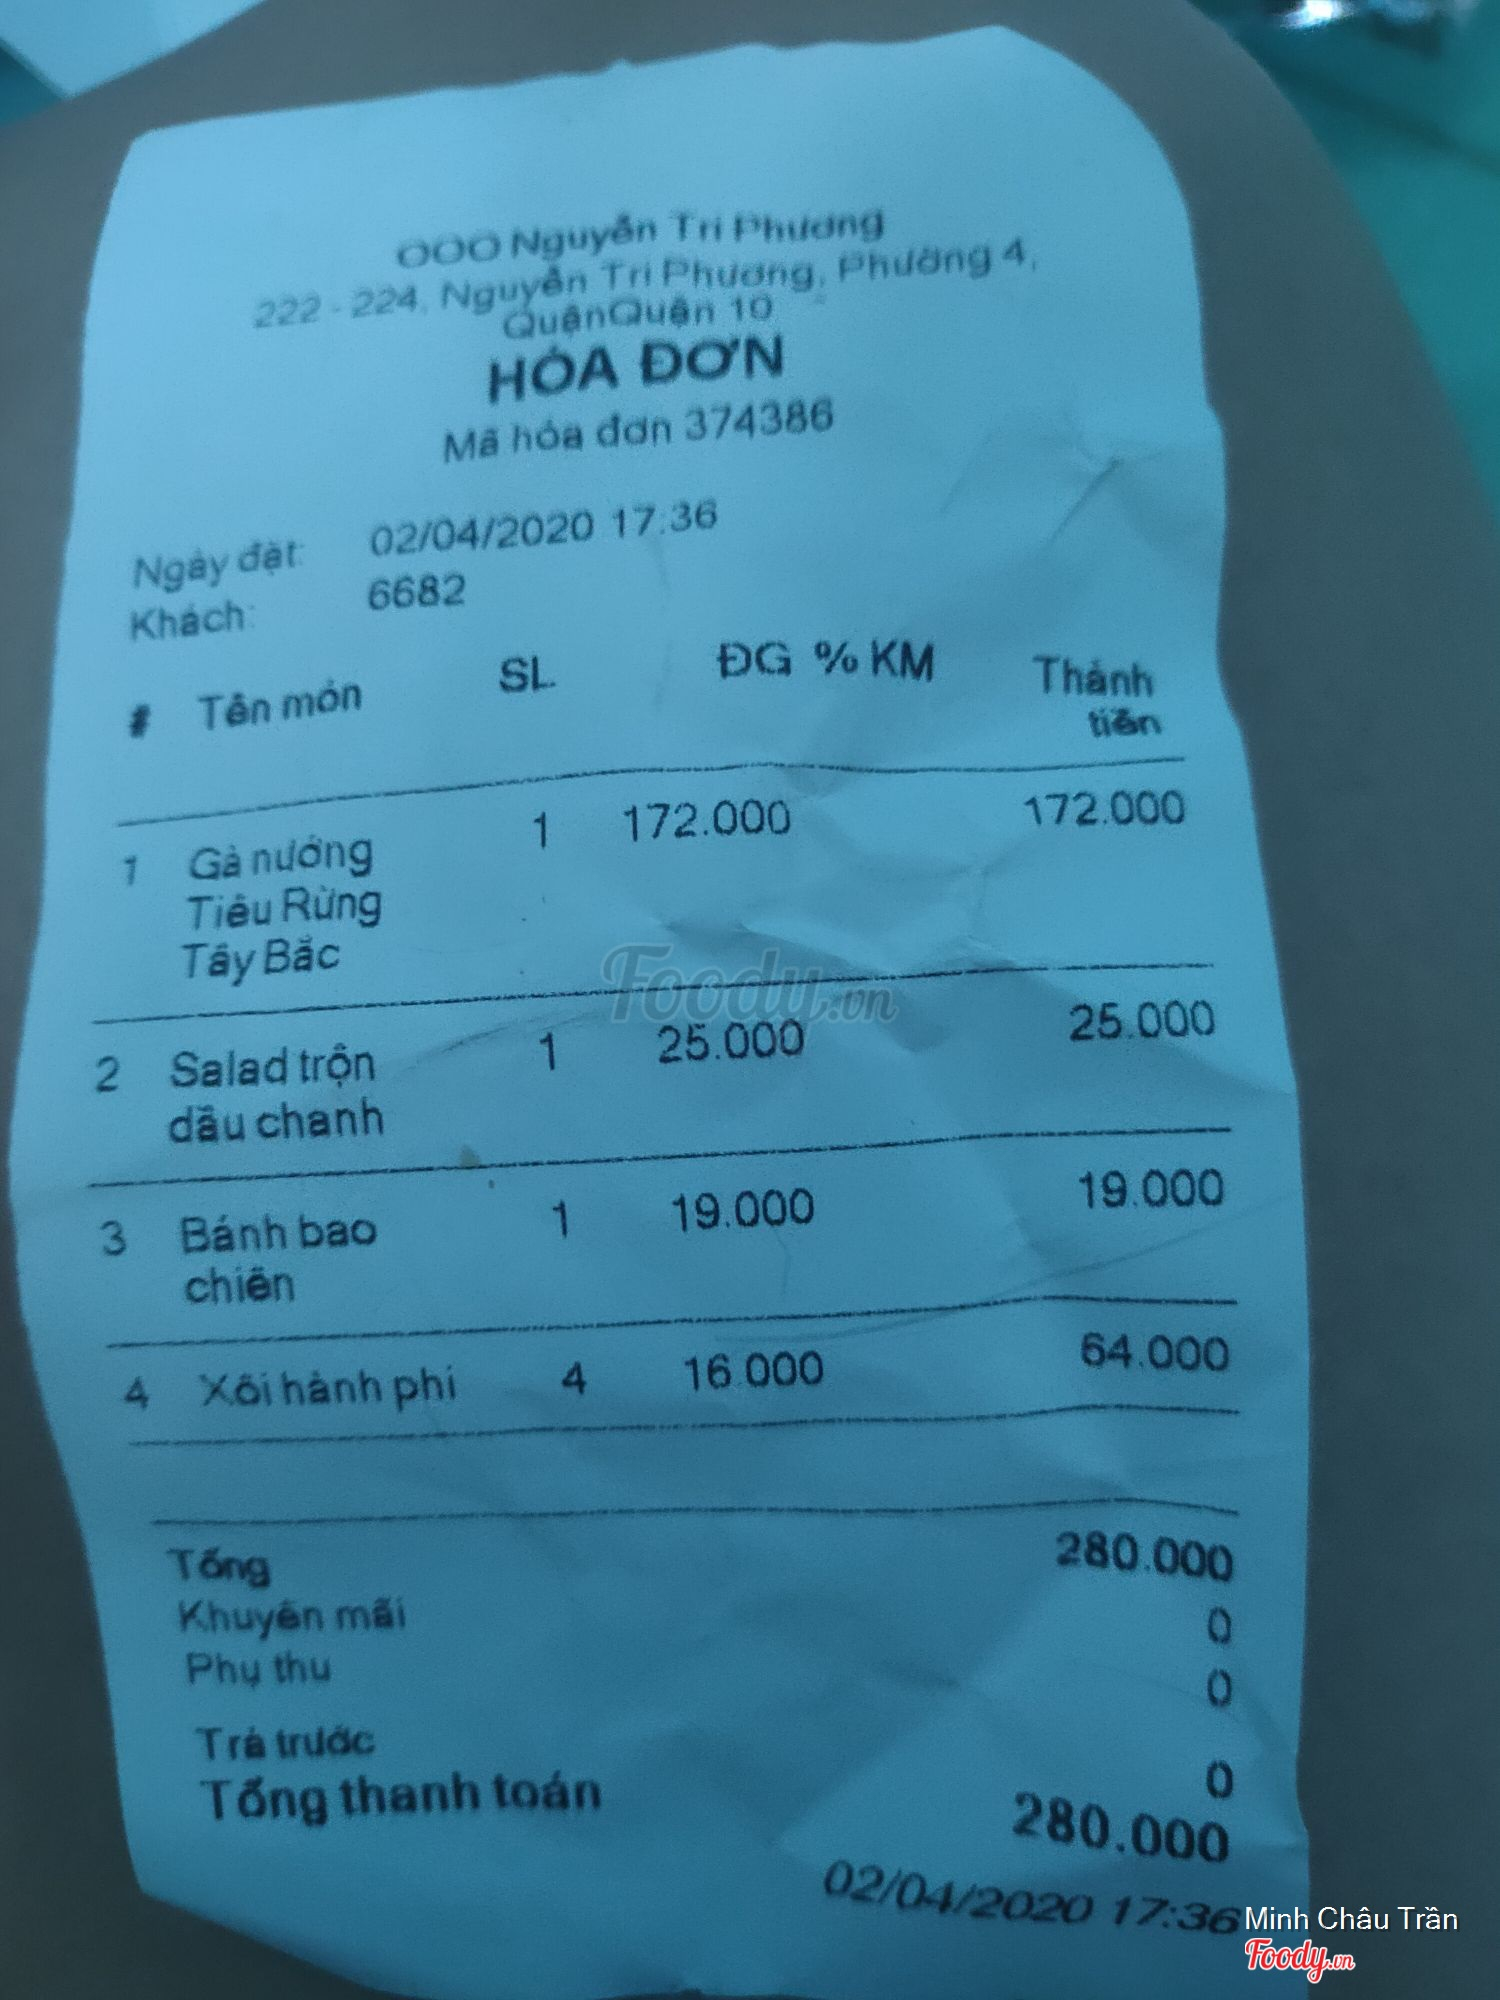 OOO Nguyễn Tri Phương
222 - 224, Nguyễn Tri Phương, Phường 4,
QuậnQuận 10
HÓA ĐƠN
Mã hóa đơn 374386
Ngày đặt: 02/04/2020 17:36
Khách: 6682
# Tên món SL ĐG % KM Thành
tiền
1 Gà nướng 1 172.000 172.000
Tiêu Rừng
Tây Bắc
Foody.vn
2 Salad trộn 1 25.000 25.000
dầu chanh
3 Bánh bao 1 19.000 19.000
chiên
4 Xôi hành phi 4 16.000 64.000
Tổng 280.000
Khuyến mãi 0
Phụ thu 0
Trả trước 0
Tổng thanh toán 280.000
02/04/2020 17:36
Minh Châu Trần
Foody.vn